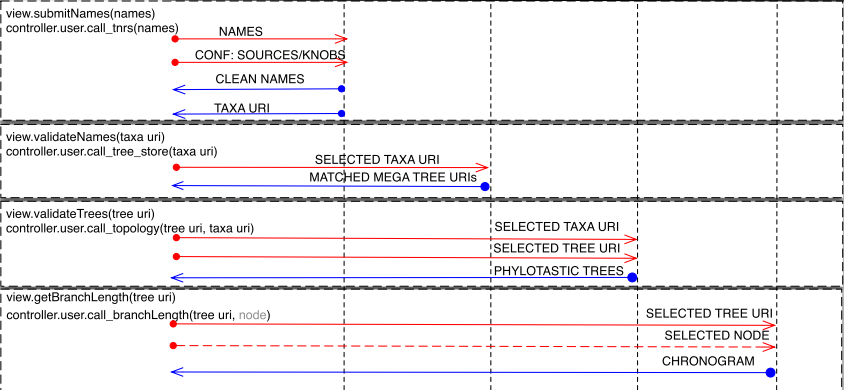 view.submitNames(names)
controller.user.call_tnrs(names)
NAMES
CONF: SOURCES/KNOBS
CLEAN NAMES
TAXA URI
view.validateNames(taxa uri)
controller.user.call_tree_store(taxa uri)
SELECTED TAXA URI
MATCHED MEGA TREE URIs
view.validateTrees(tree uri)
controller.user.call_topology(tree uri, taxa uri)
SELECTED TAXA URI
SELECTED TREE URI
PHYLOTASTIC TREES
view.getBranchLength(tree uri)
controller.user.call_branchLength(tree uri, node)
SELECTED TREE URI
SELECTED NODE
CHRONOGRAM